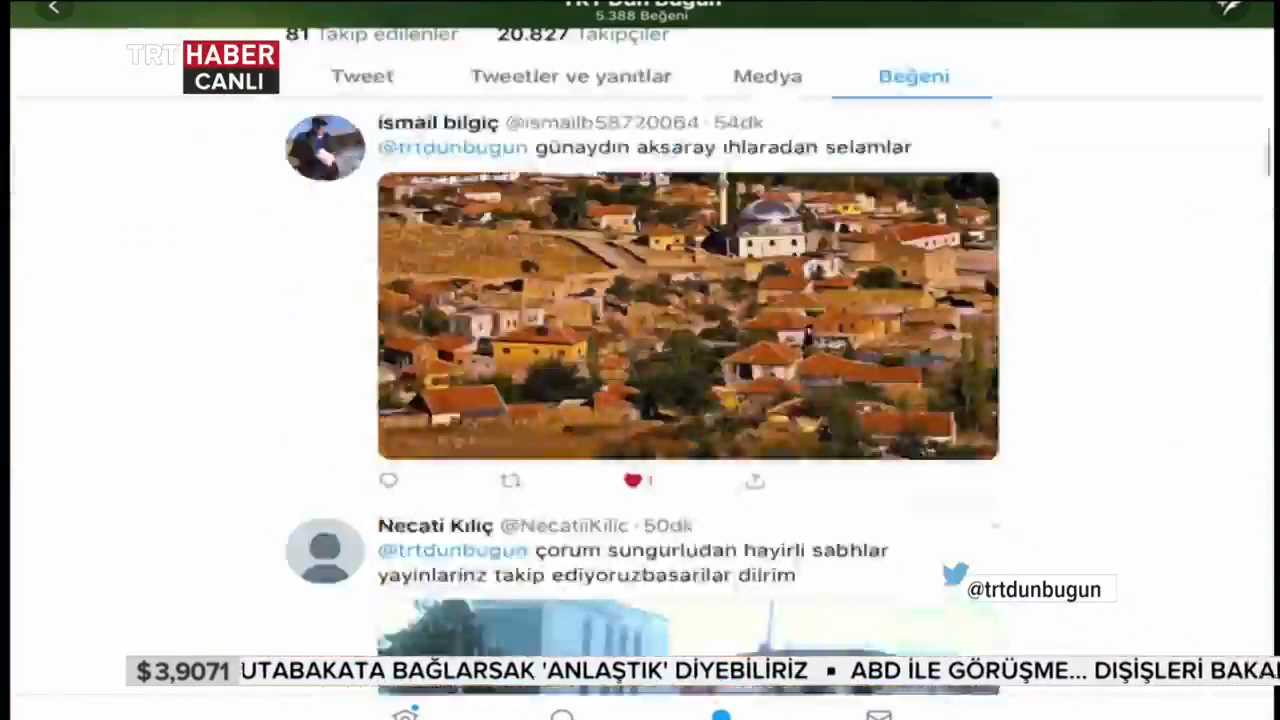 TRT Dün Bugün
5.388 Beğeni
81 Takip edilenler 20.827 Takipçiler
TRT HABER
CANLI
Tweet Tweetler ve yanıtlar Medya Beğeni
ismail bilgiç @ismailb58720064 · 54dk
@trtdunbugun günaydın aksaray ıhlaradan selamlar
1
Necati Kılıç @NecatiiKilic · 50dk
@trtdunbugun çorum sungurludan hayirli sabhlar
yayinlarinz takip ediyoruzbasarilar dilrim
@trtdunbugun
$ 3,9071 UTABAKATA BAĞLARSAK 'ANLAŞTIK' DİYEBİLİRİZ ▪ ABD İLE GÖRÜŞME... DIŞİŞLERİ BAKA